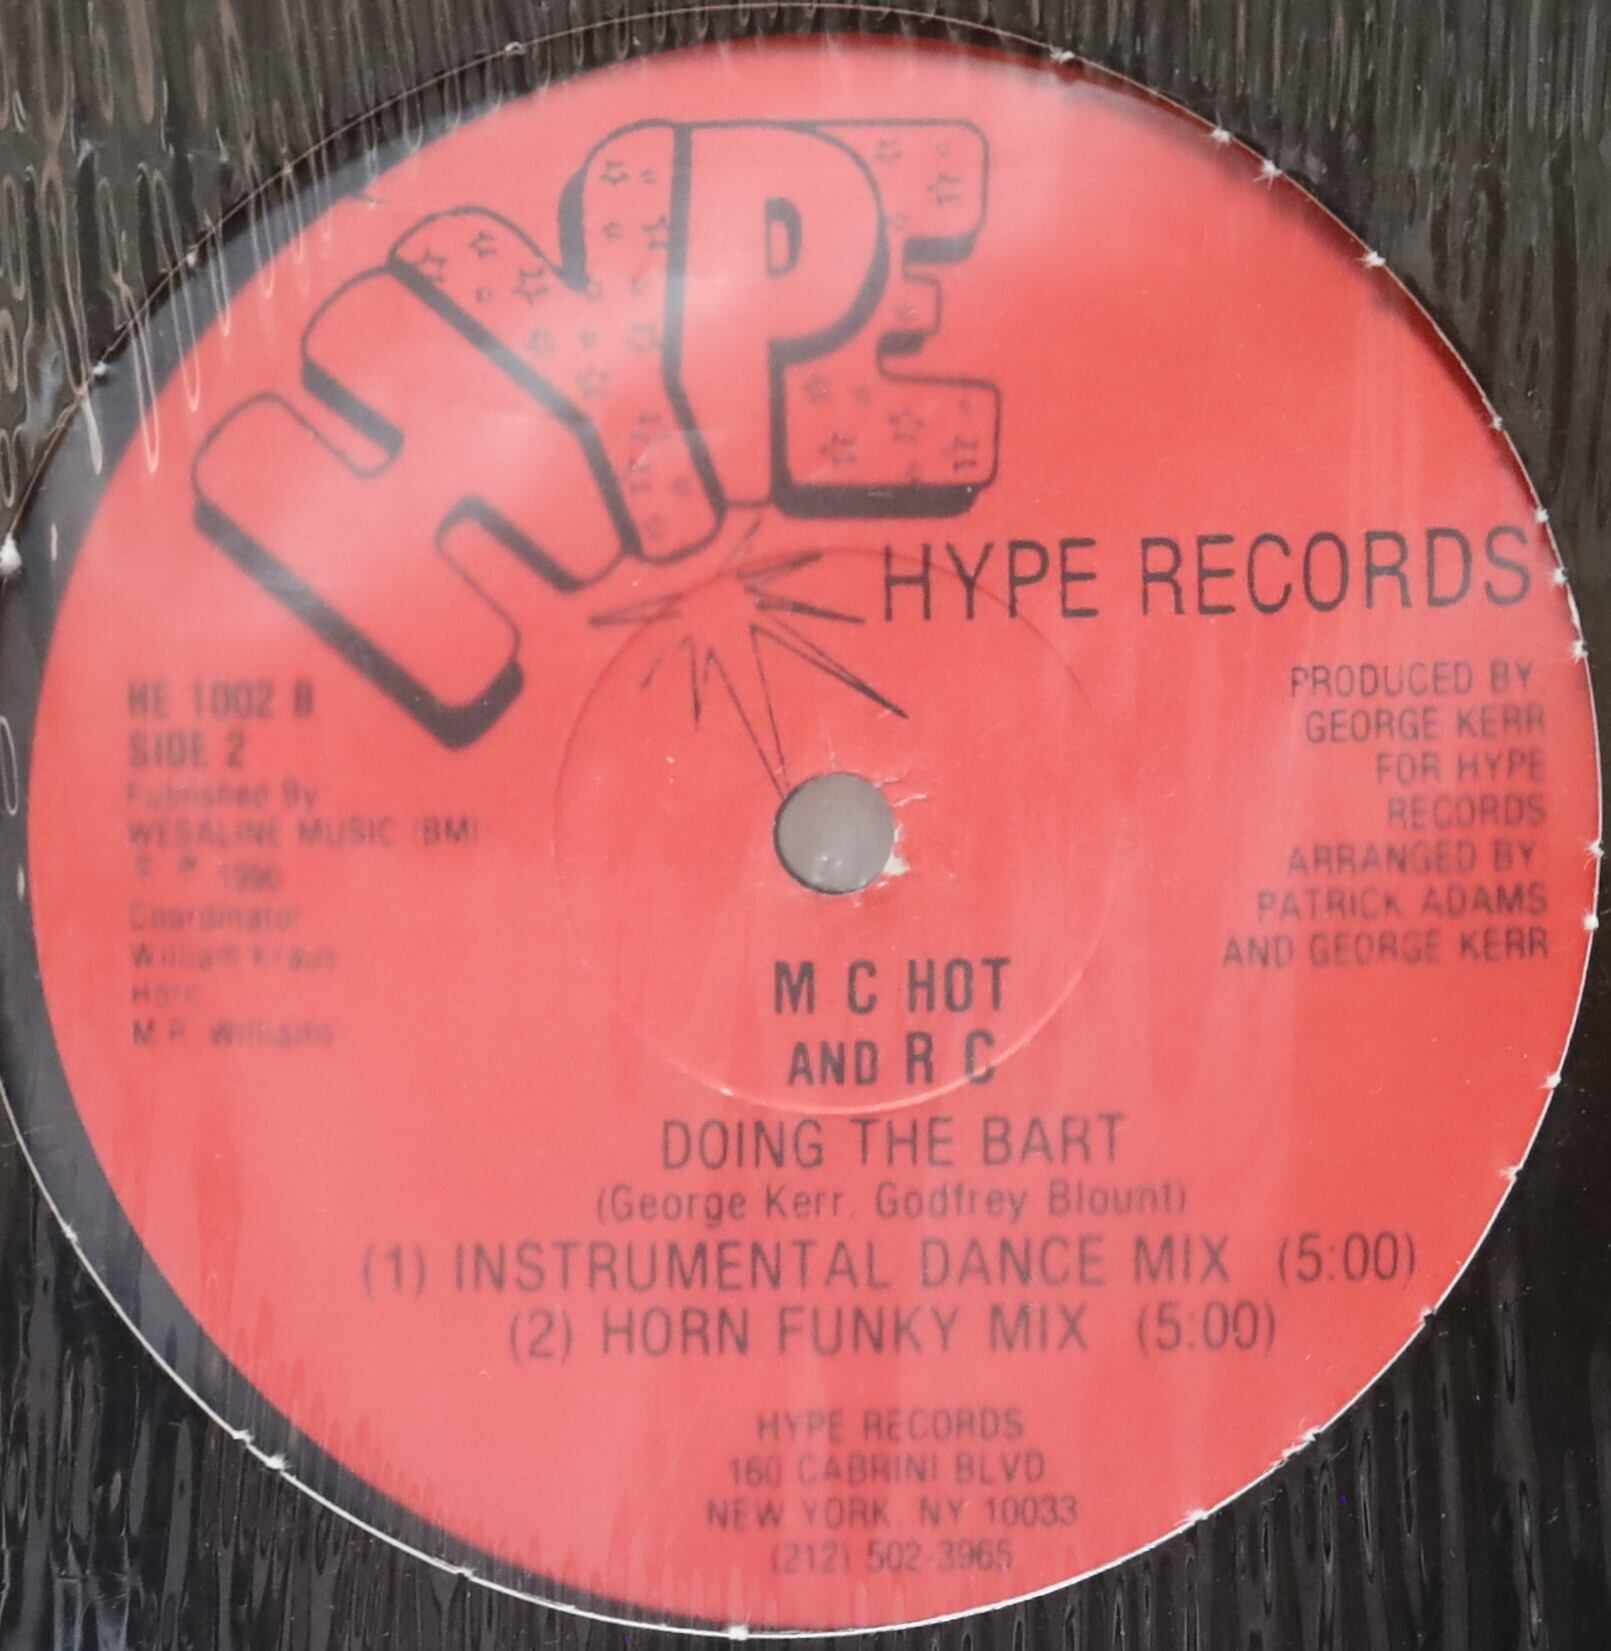 HYPE
HYPE RECORDS
HE 1002 B
SIDE 2
Published By
WESALINE MUSIC (BMI
© ℗ 1990
Coordinator
William Kraus
Horn
M.R. Williams
PRODUCED BY
GEORGE KERR
FOR HYPE
RECORDS
ARRANGED BY
PATRICK ADAMS
AND GEORGE KERR
M C HOT
AND R C
DOING THE BART
(George Kerr, Godfrey Blount)
(1) INSTRUMENTAL DANCE MIX (5:00)
(2) HORN FUNKY MIX (5:00)
HYPE RECORDS
160 CABRINI BLVD
NEW YORK, NY 10033
(212) 502-3965